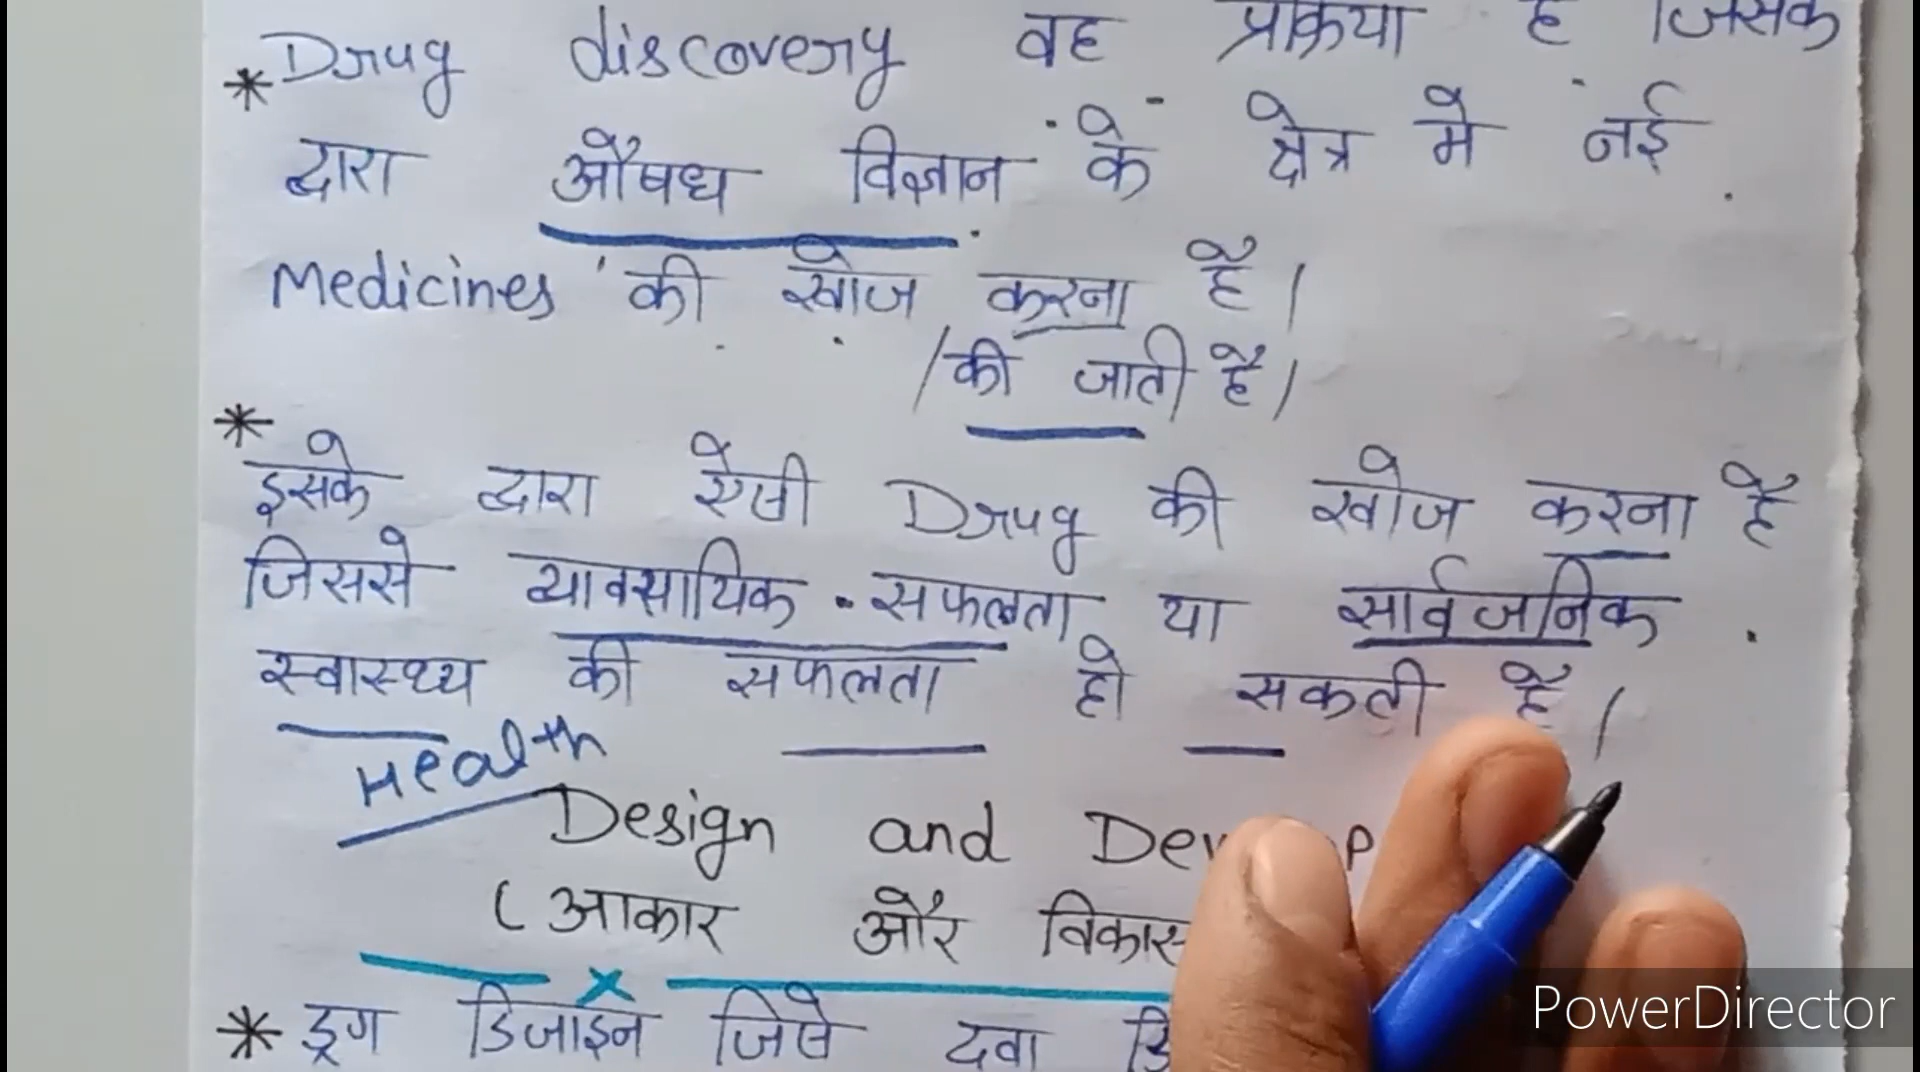 * Drug discovery वह प्रक्रिया है जिसके
द्वारा औषध विज्ञान के क्षेत्र मे नई
Medicines की खोज करना है।
/की जाती है।
* इसके द्वारा ऐसी Drug की खोज करना है
जिससे व्यावसायिक सफलता या सार्वजनिक
स्वास्थ्य की सफलता हो सकती है।
Health
Design and
(आकार और विकास
* ड्रग डिजाइन जिसे दवा
PowerDirector